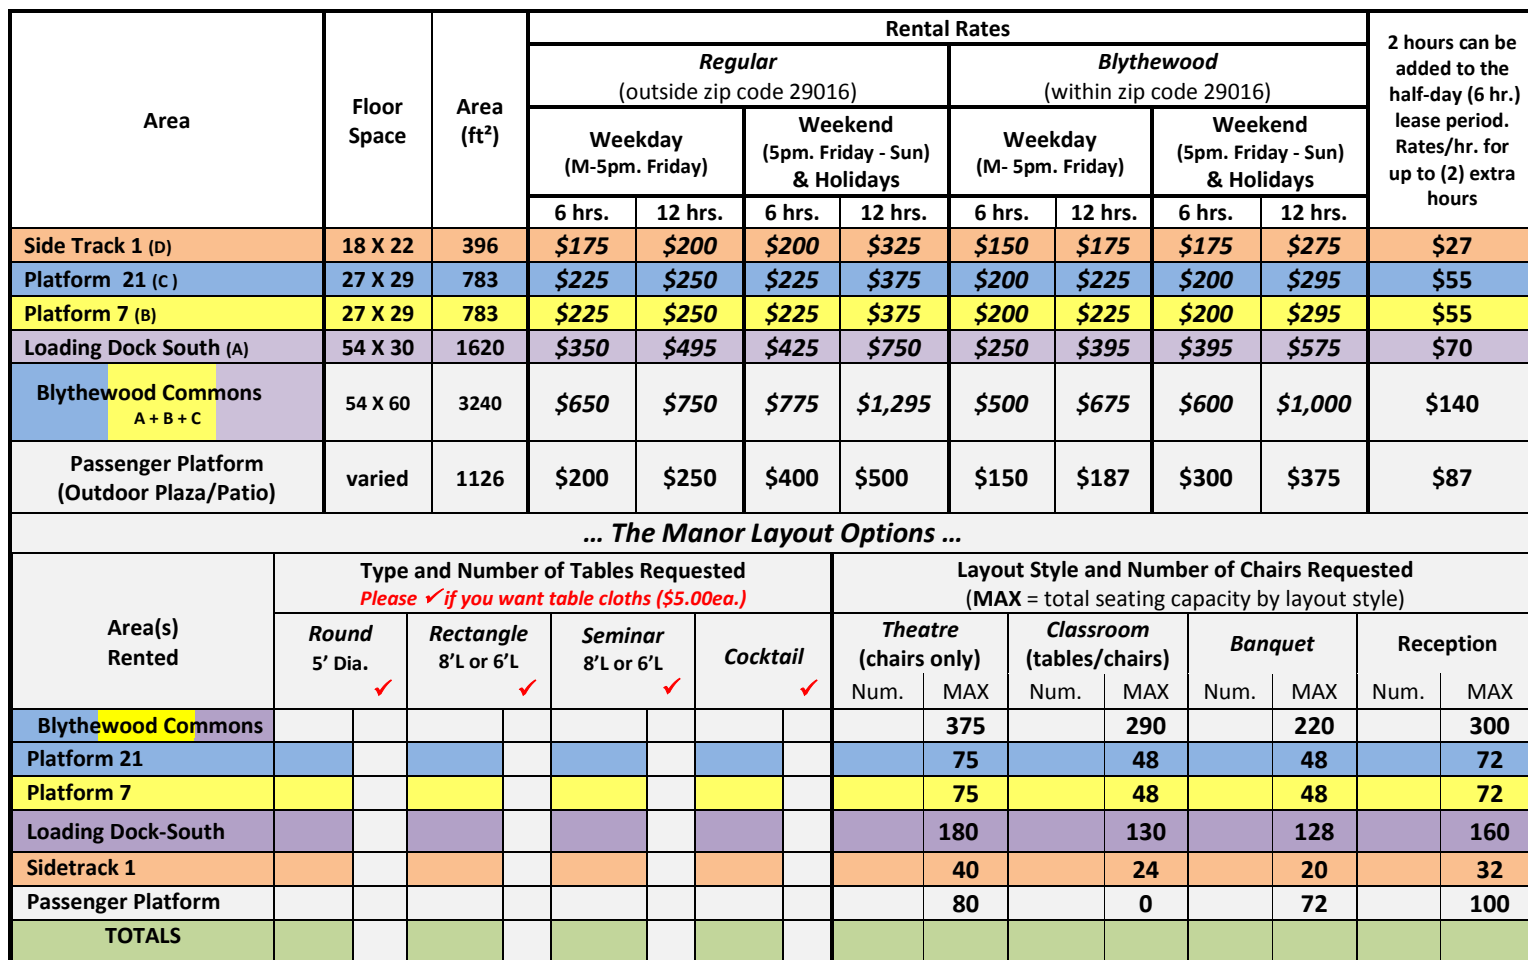 Area
Floor
Space
Area
(ft²)
Rental Rates
Regular
(outside zip code 29016)
Blythewood
(within zip code 29016)
2 hours can be
added to the
half-day (6 hr.)
lease period.
Rates/hr. for
up to (2) extra
hours
Weekday
(M-5pm. Friday)
Weekend
(5pm. Friday - Sun)
& Holidays
Weekday
(M- 5pm. Friday)
Weekend
(5pm. Friday - Sun)
& Holidays
6 hrs. 12 hrs. 6 hrs. 12 hrs. 6 hrs. 12 hrs. 6 hrs. 12 hrs.
Side Track 1 (D) 18 X 22 396 $175 $200 $200 $325 $150 $175 $175 $275 $27
Platform 21 (C ) 27 X 29 783 $225 $250 $225 $375 $200 $225 $200 $295 $55
Platform 7 (B) 27 X 29 783 $225 $250 $225 $375 $200 $225 $200 $295 $55
Loading Dock South (A) 54 X 30 1620 $350 $495 $425 $750 $250 $395 $395 $575 $70
Blythewood Commons
A + B + C
54 X 60 3240 $650 $750 $775 $1,295 $500 $675 $600 $1,000 $140
Passenger Platform
(Outdoor Plaza/Patio)
varied 1126 $200 $250 $400 $500 $150 $187 $300 $375 $87
... The Manor Layout Options ...
Area(s)
Rented
Type and Number of Tables Requested
Please ✓ if you want table cloths ($5.00ea.)
Layout Style and Number of Chairs Requested
(MAX = total seating capacity by layout style)
Round
5' Dia.
✓
Rectangle
8'L or 6'L
✓
Seminar
8'L or 6'L
✓
Cocktail
✓
Theatre
(chairs only)
Classroom
(tables/chairs)
Banquet
Reception
Num. MAX Num. MAX Num. MAX Num. MAX
Blythewood Commons 375 290 220 300
Platform 21 75 48 48 72
Platform 7 75 48 48 72
Loading Dock-South 180 130 128 160
Sidetrack 1 40 24 20 32
Passenger Platform 80 0 72 100
TOTALS